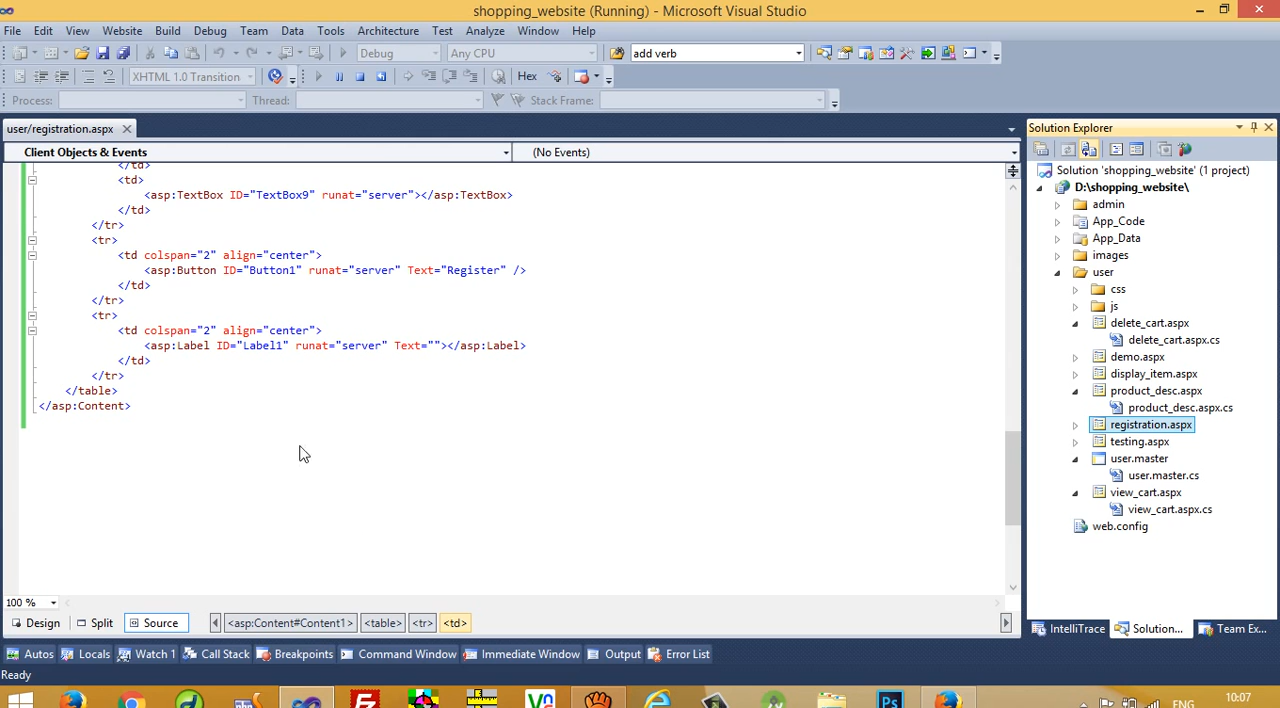 shopping_website (Running) - Microsoft Visual Studio
File Edit View Website Build Debug Team Data Tools Architecture Test Analyze Window Help
Debug Any CPU add verb
XHTML 1.0 Transition Hex
Process: Thread: Stack Frame:
user/registration.aspx
Client Objects & Events (No Events)
</td>
<td>
<asp:TextBox ID="TextBox9" runat="server"></asp:TextBox>
</td>
</tr>
<tr>
<td colspan="2" align="center">
<asp:Button ID="Button1" runat="server" Text="Register" />
</td>
</tr>
<tr>
<td colspan="2" align="center">
<asp:Label ID="Label1" runat="server" Text=""></asp:Label>
</td>
</tr>
</table>
</asp:Content>
100 %
Design Split Source <asp:Content#Content1> <table> <tr> <td>
Solution Explorer
Solution 'shopping_website' (1 project)
D:\shopping_website\
admin
App_Code
App_Data
images
user
css
js
delete_cart.aspx
delete_cart.aspx.cs
demo.aspx
display_item.aspx
product_desc.aspx
product_desc.aspx.cs
registration.aspx
testing.aspx
user.master
user.master.cs
view_cart.aspx
view_cart.aspx.cs
web.config
IntelliTrace Solution... Team Ex...
Autos Locals Watch 1 Call Stack Breakpoints Command Window Immediate Window Output Error List
Ready
ENG 10:07